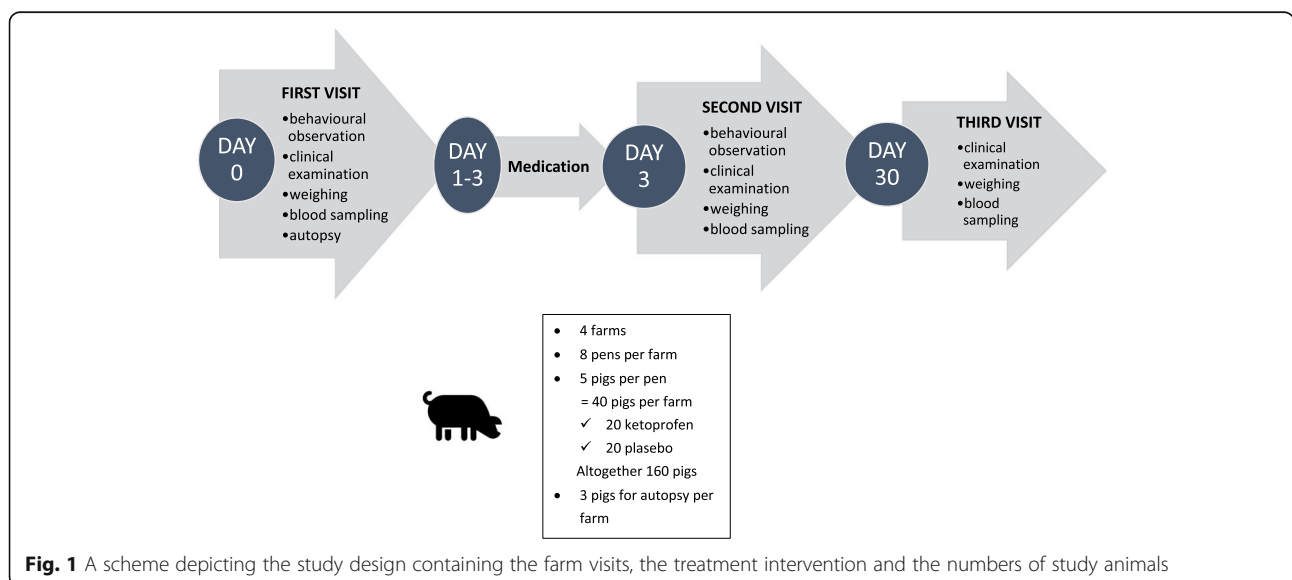 DAY
0
FIRST VISIT
•behavioural
observation
•clinical
examination
•weighing
•blood sampling
•autopsy
DAY
1-3
Medication
DAY
3
SECOND VISIT
•behavioural
observation
•clinical
examination
•weighing
•blood sampling
DAY
30
THIRD VISIT
•clinical
examination
•weighing
•blood
sampling
• 4 farms
• 8 pens per farm
• 5 pigs per pen
= 40 pigs per farm
✓ 20 ketoprofen
✓ 20 plasebo
Altogether 160 pigs
• 3 pigs for autopsy per
farm
Fig. 1 A scheme depicting the study design containing the farm visits, the treatment intervention and the numbers of study animals